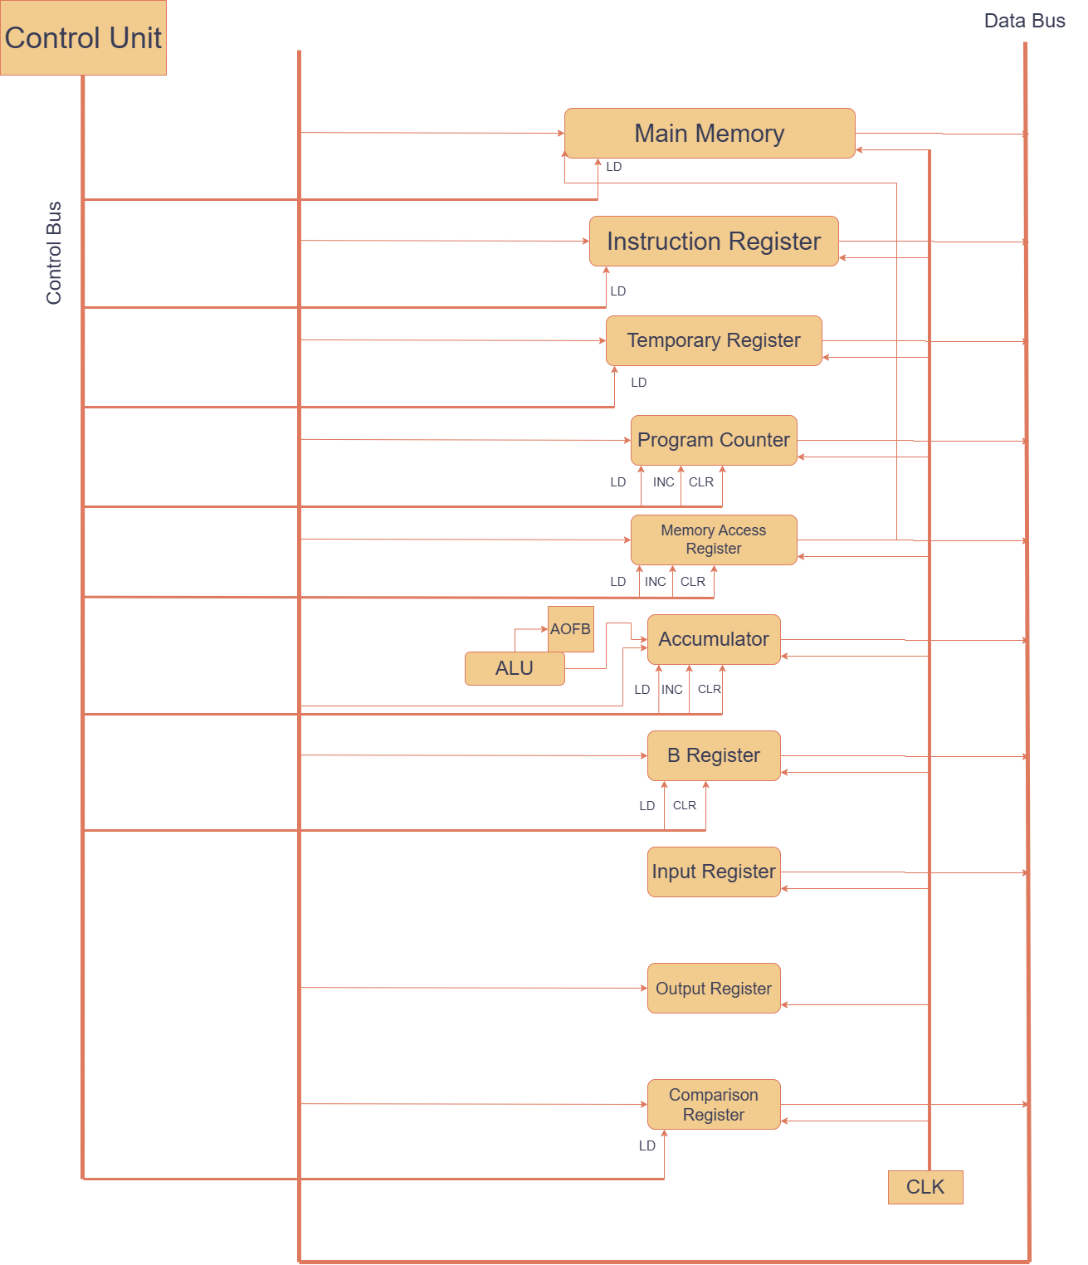 Data Bus
Control Unit
Main Memory
LD
Control Bus
Instruction Register
LD
Temporary Register
LD
Program Counter
LD INC CLR
Memory Access
Register
LD INC CLR
AOFB
Accumulator
ALU
LD INC CLR
B Register
LD CLR
Input Register
Output Register
Comparison
Register
LD
CLK